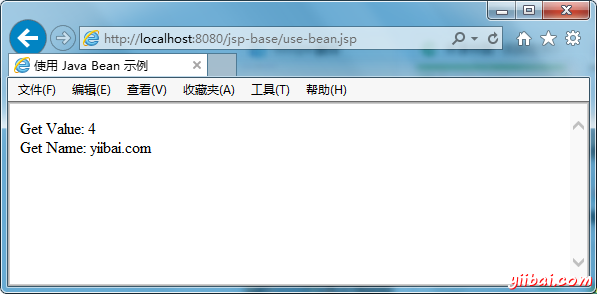 http://localhost:8080/jsp-base/use-bean.jsp
使用 Java Bean 示例
文件(F) 编辑(E) 查看(V) 收藏夹(A) 工具(T) 帮助(H)
Get Value: 4
Get Name: yiibai.com
yiibai.com